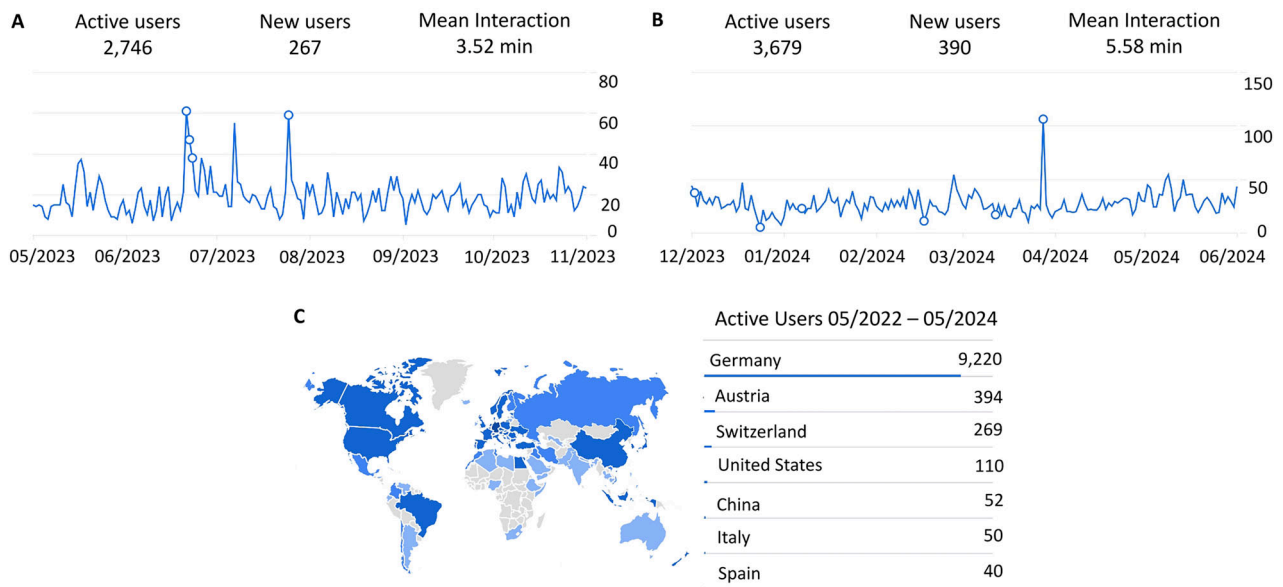 A
Active users New users Mean Interaction
2,746 267 3.52 min
80
60
40
20
0
05/2023 06/2023 07/2023 08/2023 09/2023 10/2023 11/2023
B
Active users New users Mean Interaction
3,679 390 5.58 min
150
100
50
0
12/2023 01/2024 02/2024 03/2024 04/2024 05/2024 06/2024
C
Active Users 05/2022 – 05/2024
Germany 9,220
Austria 394
Switzerland 269
United States 110
China 52
Italy 50
Spain 40